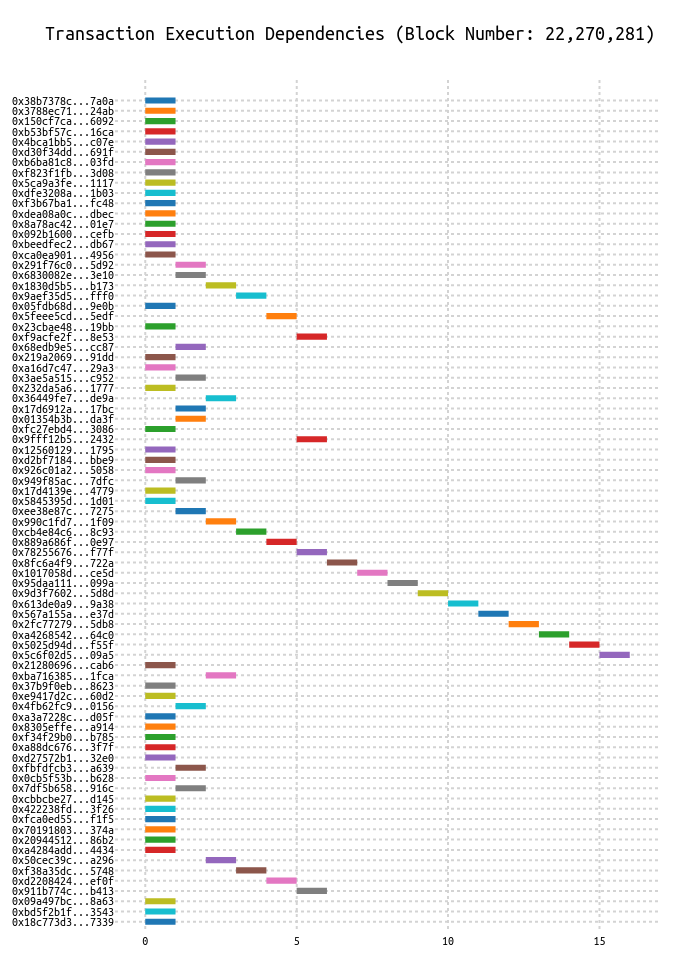 Transaction Execution Dependencies (Block Number: 22,270,281)
0x38b7378c...7a0a
0x3788ec71...24ab
0x150cf7ca...6092
0xb53bf57c...16ca
0x4bca1bb5...c07e
0xd30f34dd...691f
0xb6ba81c8...03fd
0xf823f1fb...3d08
0x5ca9a3fe...1117
0xdfe3208a...1b03
0xf3b67ba1...fc48
0xdea08a0c...dbec
0x8a78ac42...01e7
0x092b1600...cefb
0xbeedfec2...db67
0xca0ea901...4956
0x291f76c0...5d92
0x6830082e...3e10
0x1830d5b5...b173
0x9aef35d5...fff0
0x05fdb68d...9e0b
0x5feee5cd...5edf
0x23cbae48...19bb
0xf9acfe2f...8e53
0x68edb9e5...cc87
0x219a2069...91dd
0xa16d7c47...29a3
0x3ae5a515...c952
0x232da5a6...1777
0x36449fe7...de9a
0x17d6912a...17bc
0x01354b3b...da3f
0xfc27ebd4...3086
0x9fff12b5...2432
0x12560129...1795
0xd2bf7184...bbe9
0x926c01a2...5058
0x949f85ac...7dfc
0x17d4139e...4779
0x5845395d...1d01
0xee38e87c...7275
0x990c1fd7...1f09
0xcb4e84c6...8c93
0x889a686f...0e97
0x78255676...f77f
0x8fc6a4f9...722a
0x1017058d...ce5d
0x95daa111...099a
0x9d3f7602...5d8d
0x613de0a9...9a38
0x567a155a...e37d
0x2fc77279...5db8
0xa4268542...64c0
0x5025d94d...f55f
0x5c6f02d5...09a5
0x21280696...cab6
0xba716385...1fca
0x37b9f0eb...8623
0xe9417d2c...60d2
0x4fb62fc9...0156
0xa3a7228c...d05f
0x8305effe...a914
0xf34f29b0...b785
0xa88dc676...3f7f
0xd27572b1...32e0
0xfbfdfcb3...a639
0x0cb5f53b...b628
0x7df5b658...916c
0xcbbcbe27...d145
0x422238fd...3f26
0xfca0ed55...f1f5
0x70191803...374a
0x20944512...86b2
0xa4284add...4434
0x50cec39c...a296
0xf38a35dc...5748
0xd2208424...ef0f
0x911b774c...b413
0x09a497bc...8a63
0xbd5f2b1f...3543
0x18c773d3...7339
0 5 10 15